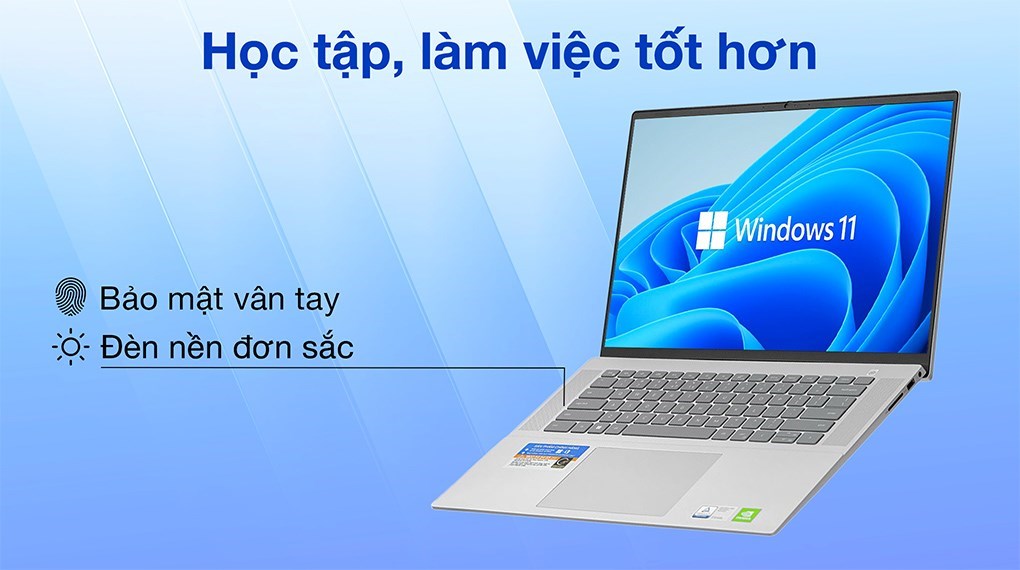 Học tập, làm việc tốt hơn
Windows 11
Bảo mật vân tay
Đèn nền đơn sắc